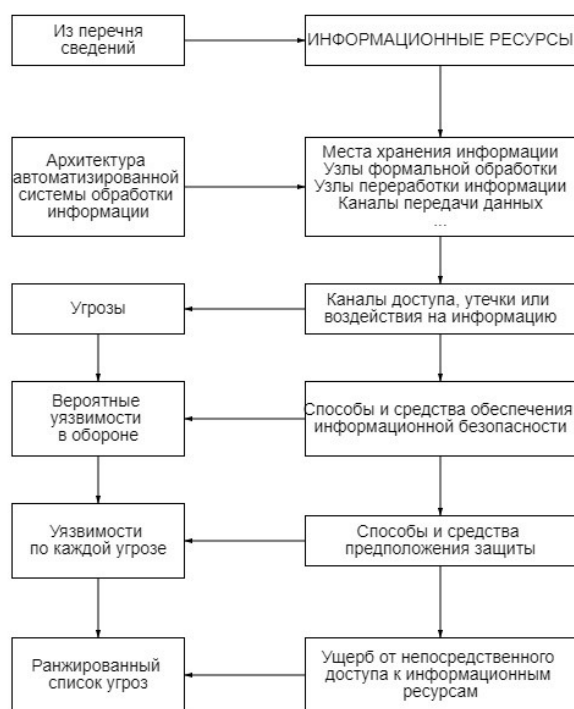 Из перечня
сведений
ИНФОРМАЦИОННЫЕ РЕСУРСЫ
Архитектура
автоматизированной
системы обработки
информации
Места хранения информации
Узлы формальной обработки
Узлы переработки информации
Каналы передачи данных
...
Угрозы
Каналы доступа, утечки или
воздействия на информацию
Вероятные
уязвимости
в обороне
Способы и средства обеспечения
информационной безопасности
Уязвимости
по каждой угрозе
Способы и средства
предположения защиты
Ранжированный
список угроз
Ущерб от непосредственного
доступа к информационным
ресурсам